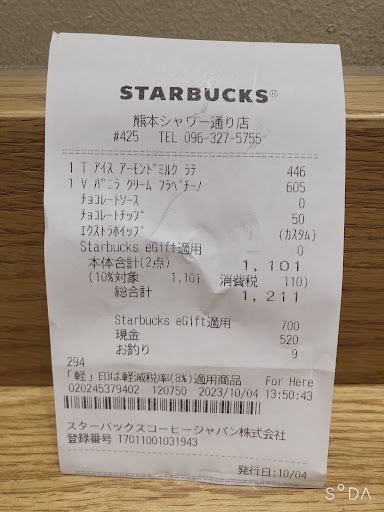 STARBUCKS®
熊本シャワー通り店
#425 TEL 096-327-5755
1 T ｱｲｽ ｱｰﾓﾝﾄﾞﾐﾙｸ ﾗﾃ 446
1 V ﾊﾞﾆﾗ ｸﾘｰﾑ ﾌﾗﾍﾟﾁｰﾉ 605
ﾁｮｺﾚｰﾄｿｰｽ 0
ﾁｮｺﾚｰﾄﾁｯﾌﾟ 50
ｴｸｽﾄﾗﾎｲｯﾌﾟ (カスタム)
Starbucks eGift適用 0
本体合計(2点) 1,101
(10%対象 1,101 消費税 110)
総合計 1,211
Starbucks eGift適用 700
現金 520
お釣り 9
294
「軽」印は軽減税率(8%)適用商品 For Here
020245379402 120750 2023/10/04 13:50:43
スターバックスコーヒージャパン株式会社
登録番号 T7011001031943
発行日:10/04
SODA